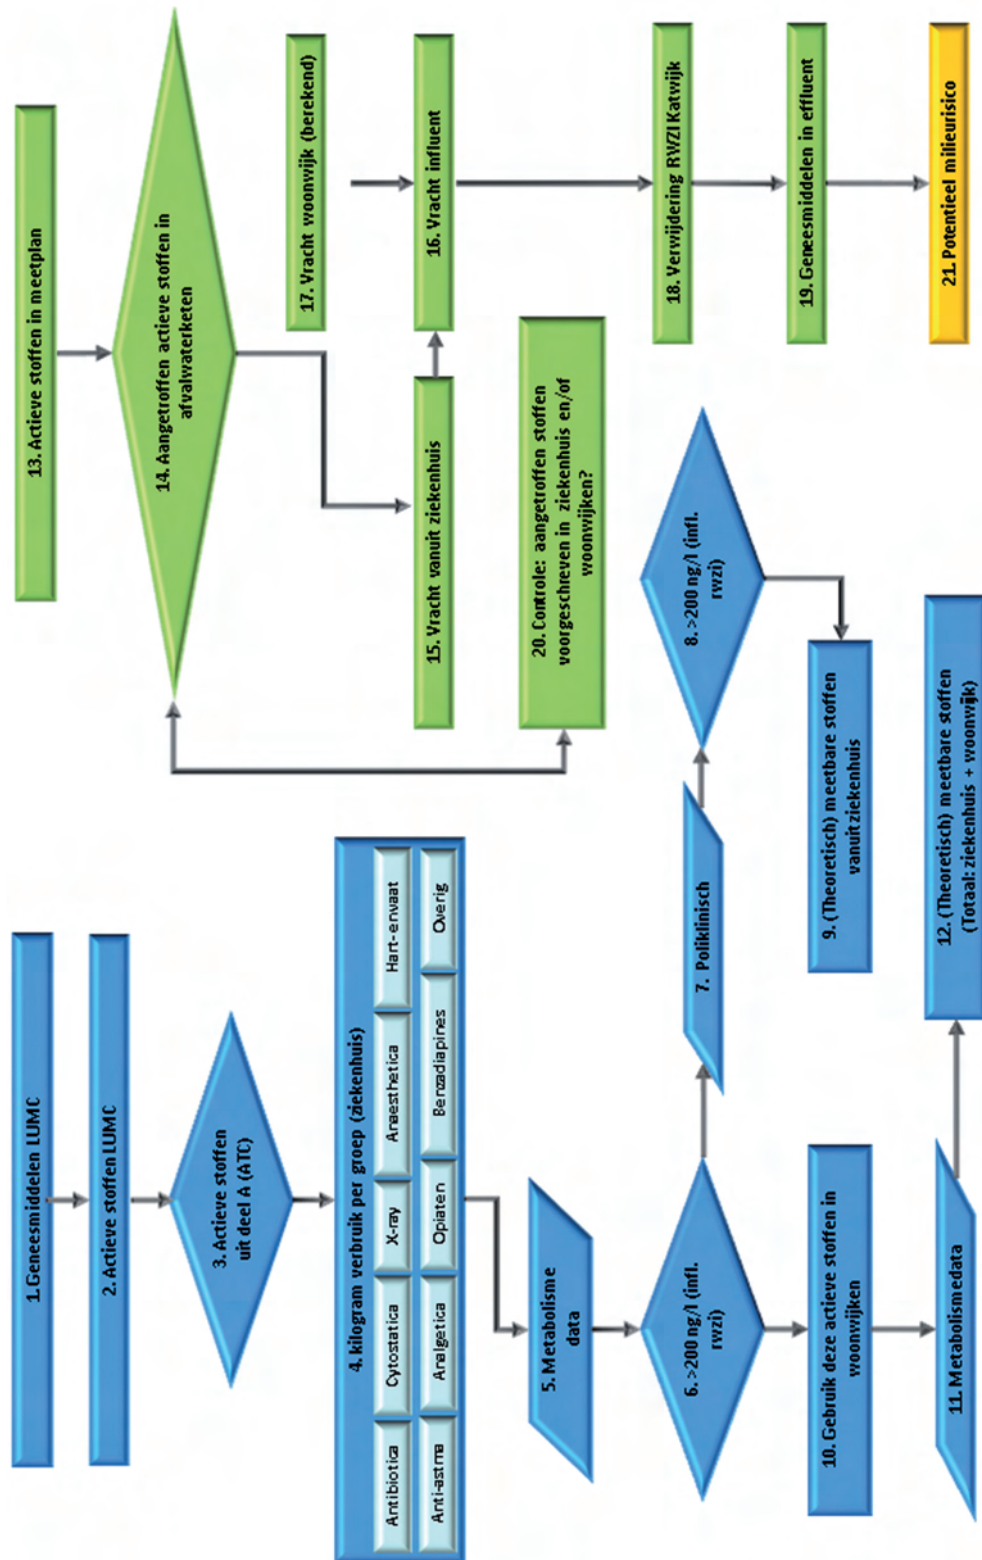 1. Geneesmiddelen LUMC
2. Actieve stoffen LUMC
3. Actieve stoffen
uit deel A (ATC)
4. kilogram verbruik per groep (ziekenhuis)
Antibiotica
Cytostatica
X-ray
Anaesthetica
Hart- en vaat
Anti-astma
Analgetica
Opiaten
Benzadiapines
Overig
5. Metabolisme
data
6. >200 ng/l (infl.
rwzi)
7. Poliklinisch
8. >200 ng/l (infl.
rwzi)
9. (Theoretisch) meetbare stoffen
vanuit ziekenhuis
10. Gebruik deze actieve stoffen in
woonwijken
11. Metabolismedata
12. (Theoretisch) meetbare stoffen
(Totaal: ziekenhuis + woonwijk)
13. Actieve stoffen in meetplan
14. Aangetroffen actieve stoffen in
afvalwaterketen
15. Vracht vanuit ziekenhuis
17. Vracht woonwijk (berekend)
16. Vracht influent
20. Controle: aangetroffen stoffen
voorgeschreven in ziekenhuis en/of
woonwijken?
18. Verwijdering RWZI Katwijk
19. Geneesmiddelen in effluent
21. Potentieel milieurisico